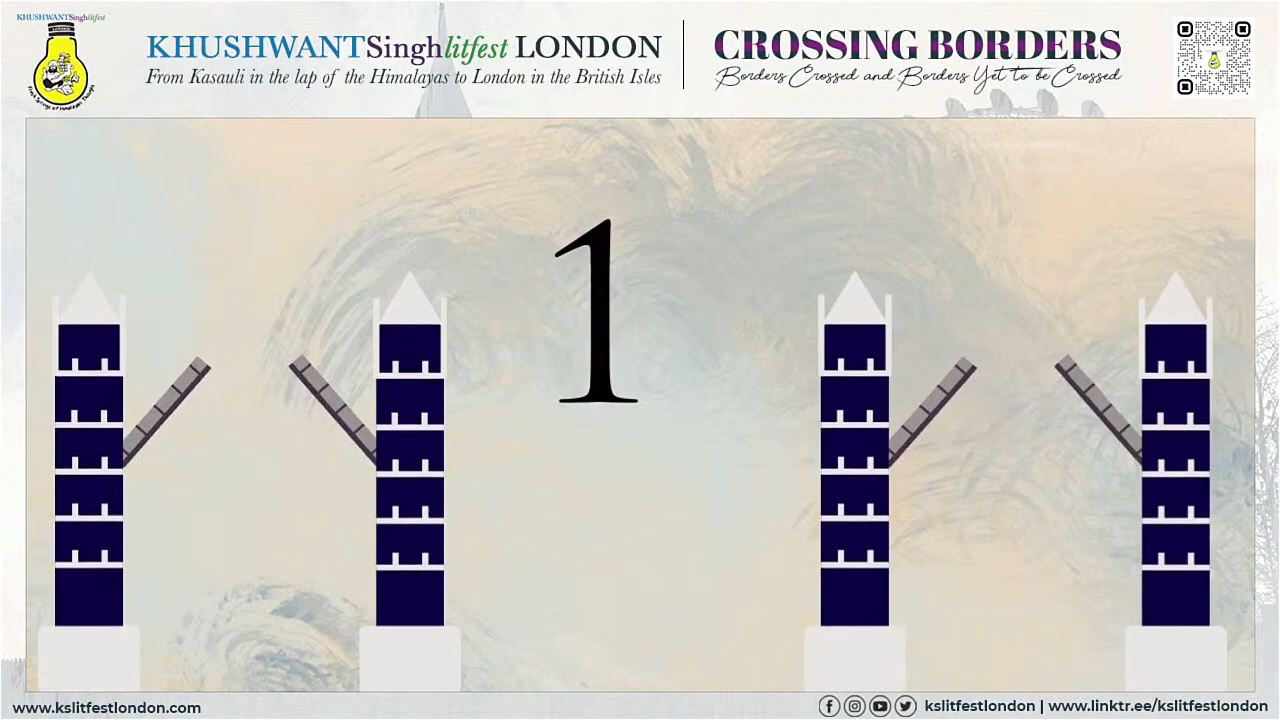 KHUSHWANTSinghlitfest
KHUSHWANTSinghlitfest LONDON
From Kasauli in the lap of the Himalayas to London in the British Isles
CROSSING BORDERS
Borders Crossed and Borders Yet to be Crossed
1
www.kslitfestlondon.com
kslitfestlondon | www.linktr.ee/kslitfestlondon